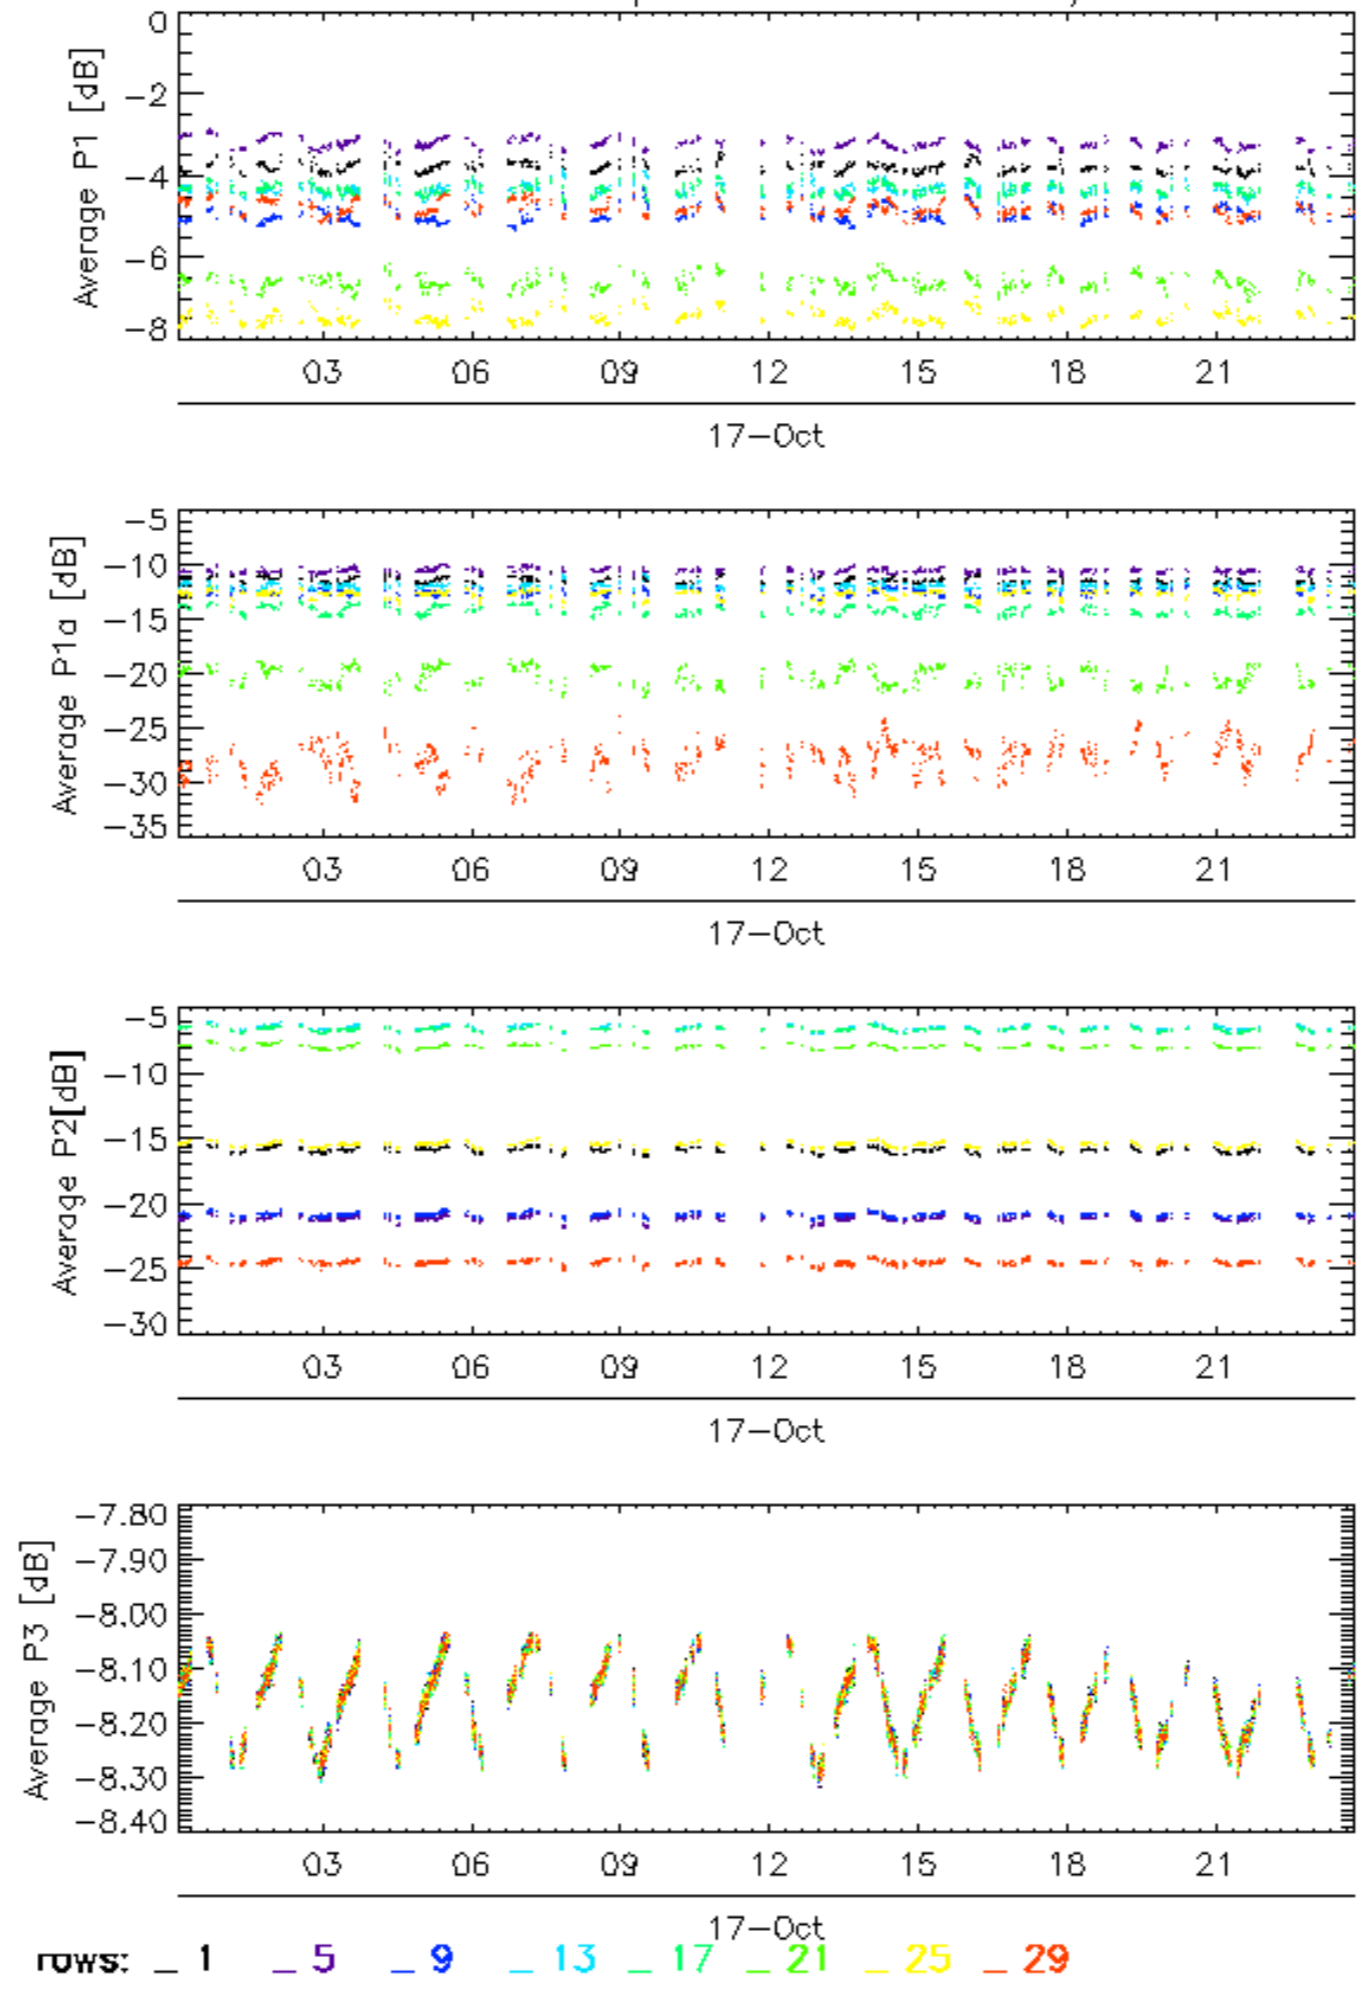 0
-2
-4
-6
-8
Average P1 [dB]
03 06 09 12 15 18 21
17-Oct
-5
-10
-15
-20
-25
-30
-35
Average P1a [dB]
03 06 09 12 15 18 21
17-Oct
-5
-10
-15
-20
-25
-30
Average P2[dB]
03 06 09 12 15 18 21
17-Oct
-7.80
-7.90
-8.00
-8.10
-8.20
-8.30
-8.40
Average P3 [dB]
03 06 09 12 15 18 21
17-Oct
rows: _ 1 _ 5 _ 9 _ 13 _ 17 _ 21 _ 25 _ 29